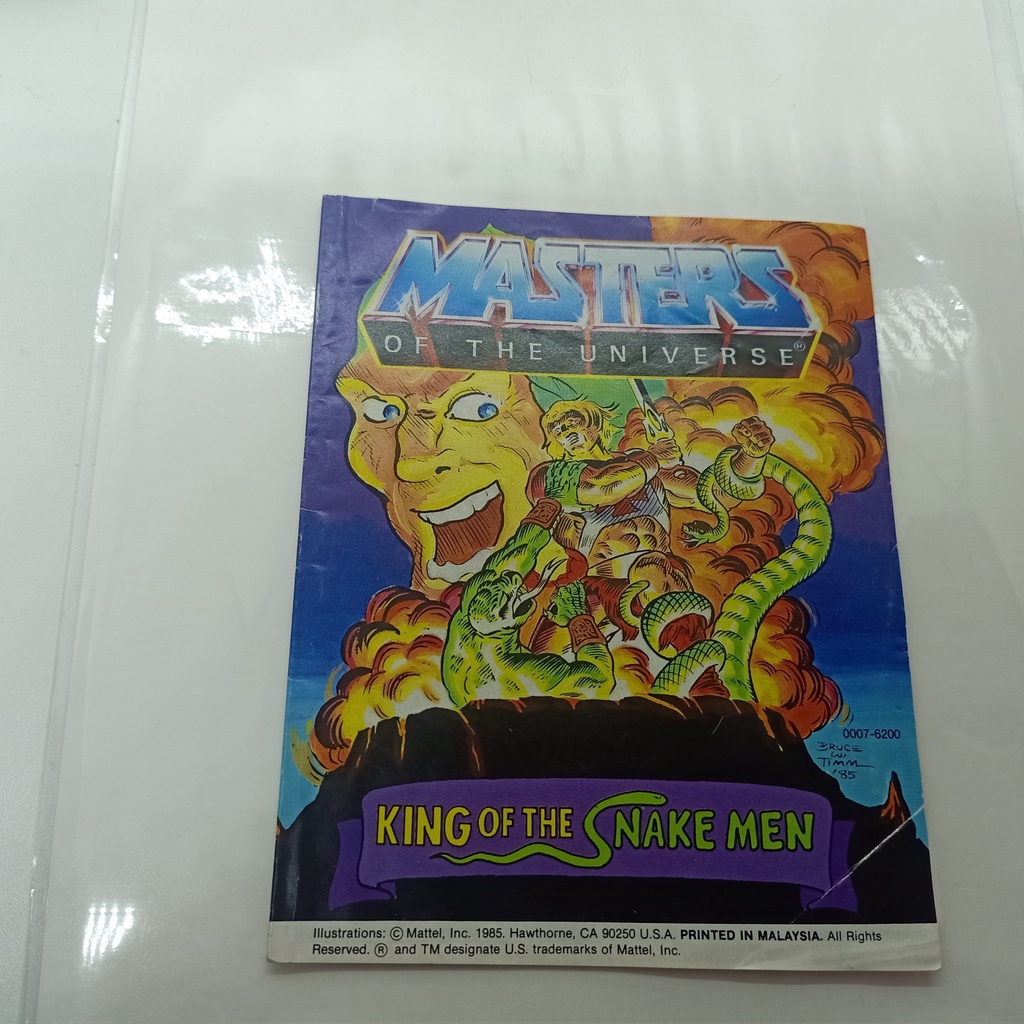 MASTERS
OF THE UNIVERSE®
0007-6200
BRUCE
W.
TIMM
'85
KING OF THE SNAKE MEN
Illustrations: © Mattel, Inc. 1985. Hawthorne, CA 90250 U.S.A. PRINTED IN MALAYSIA. All Rights
Reserved. ® and TM designate U.S. trademarks of Mattel, Inc.